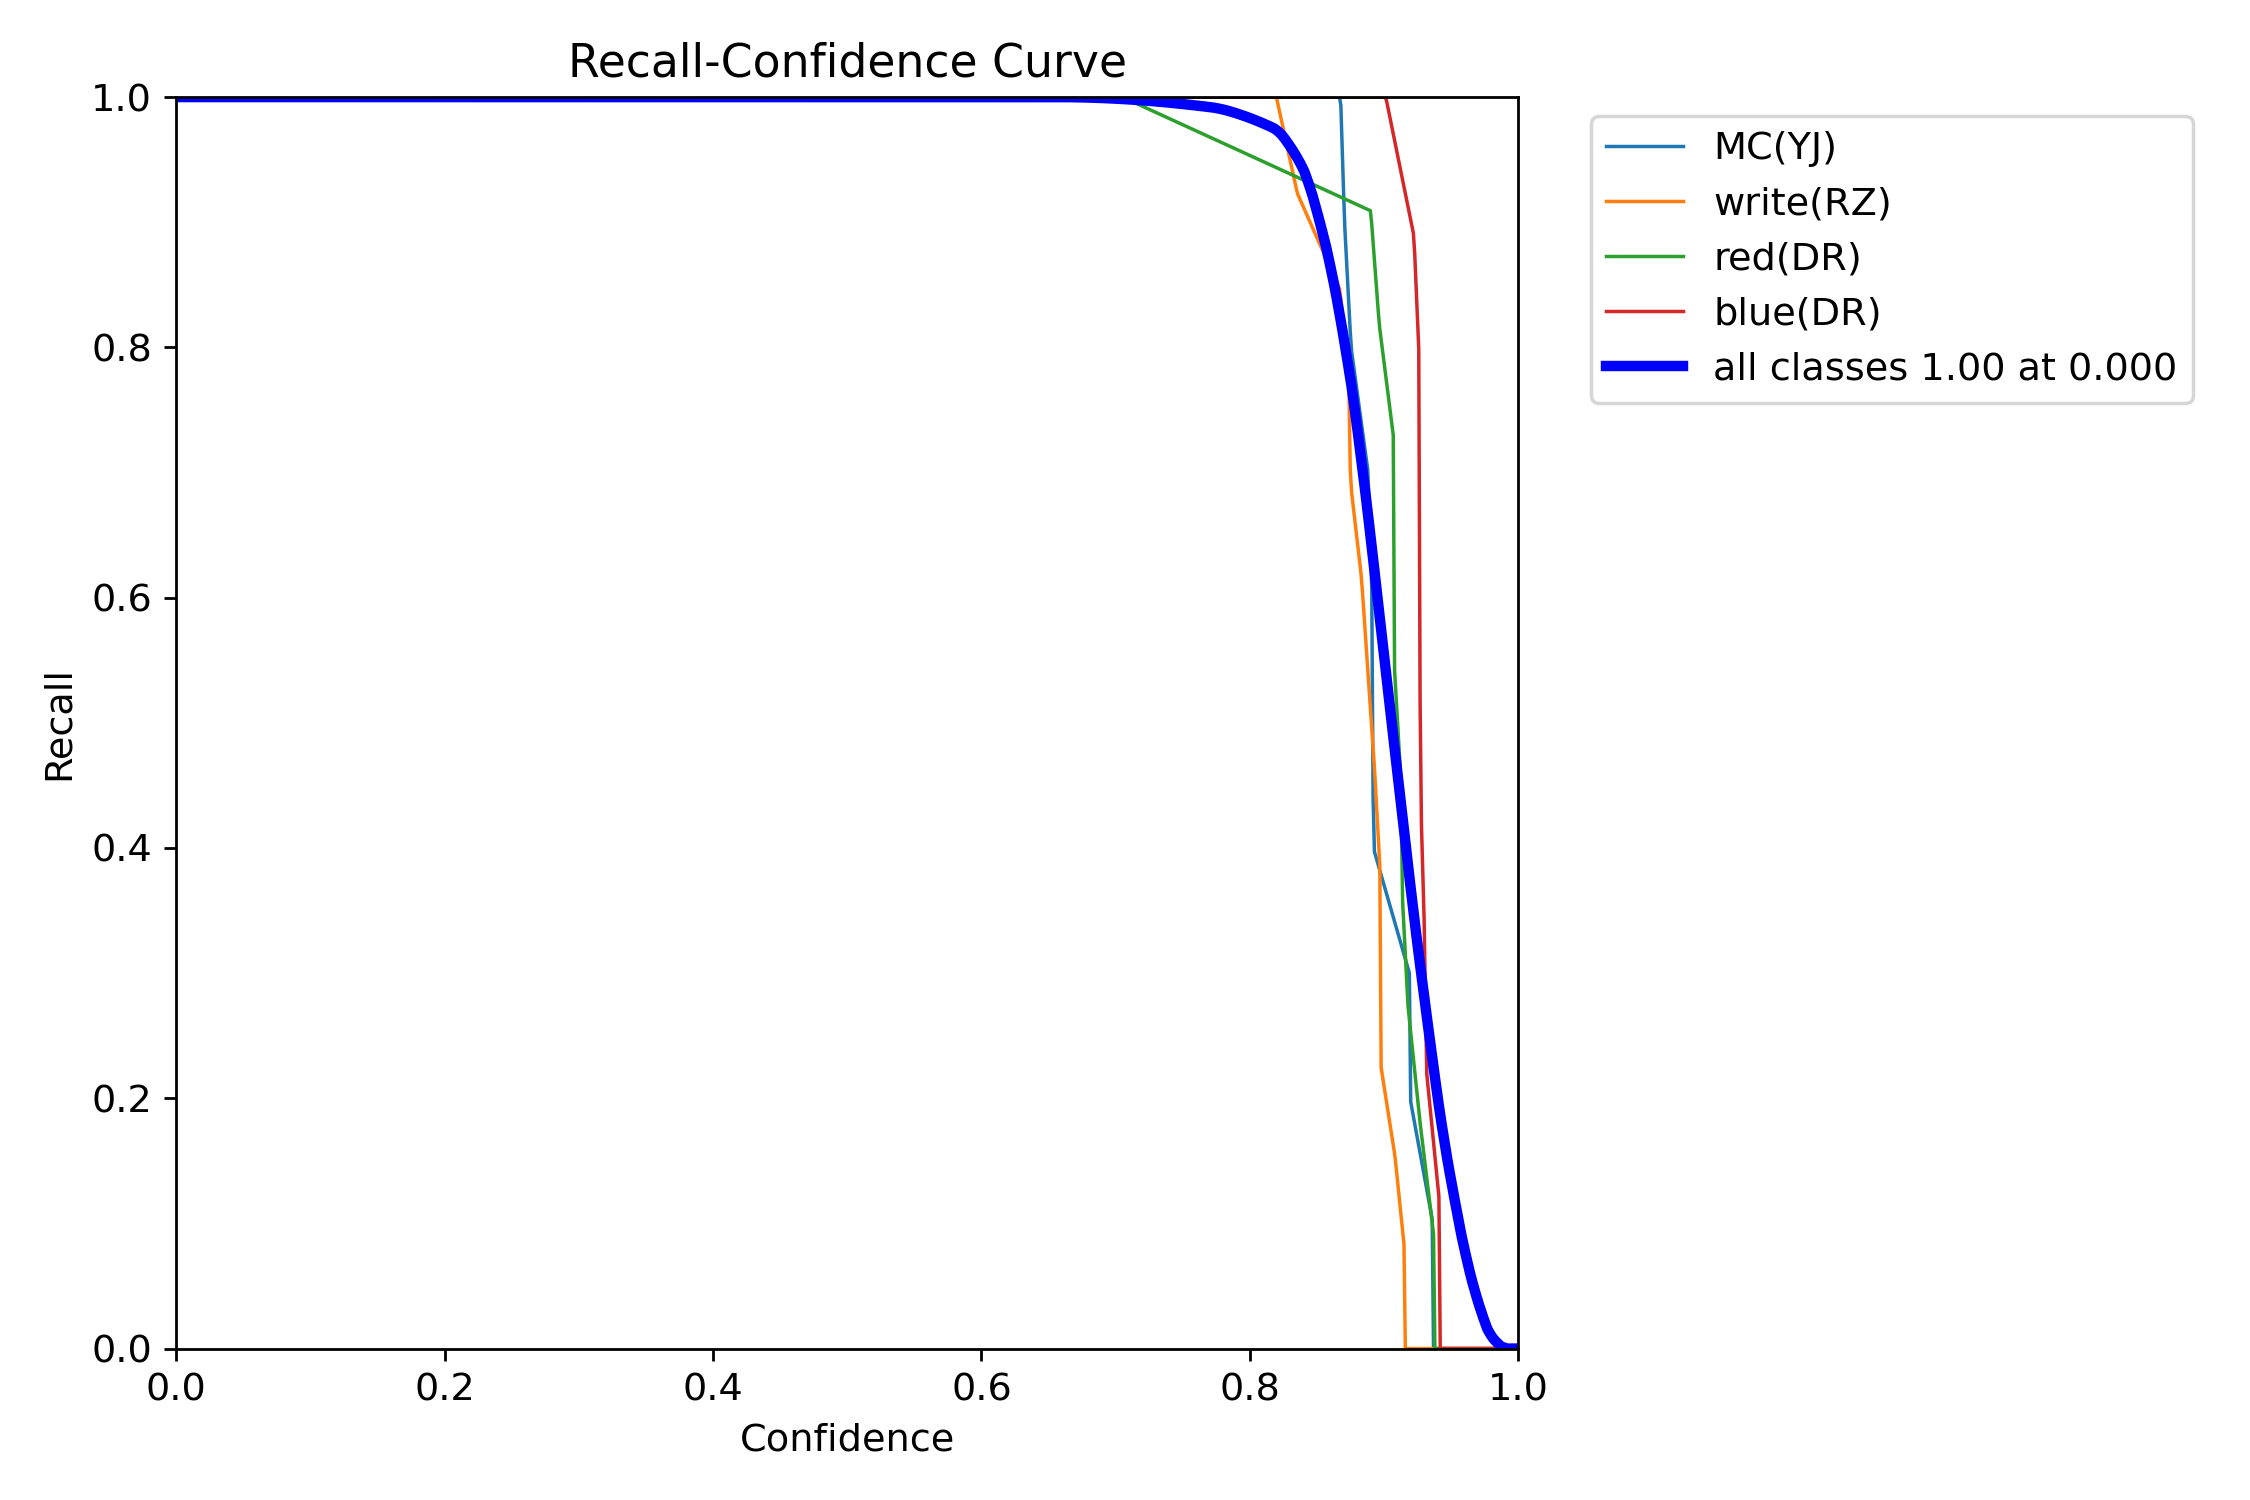 Recall-Confidence Curve
1.0
0.8
0.6
0.4
0.2
0.0
Recall
0.0 0.2 0.4 0.6 0.8 1.0
Confidence
MC(YJ)
write(RZ)
red(DR)
blue(DR)
all classes 1.00 at 0.000